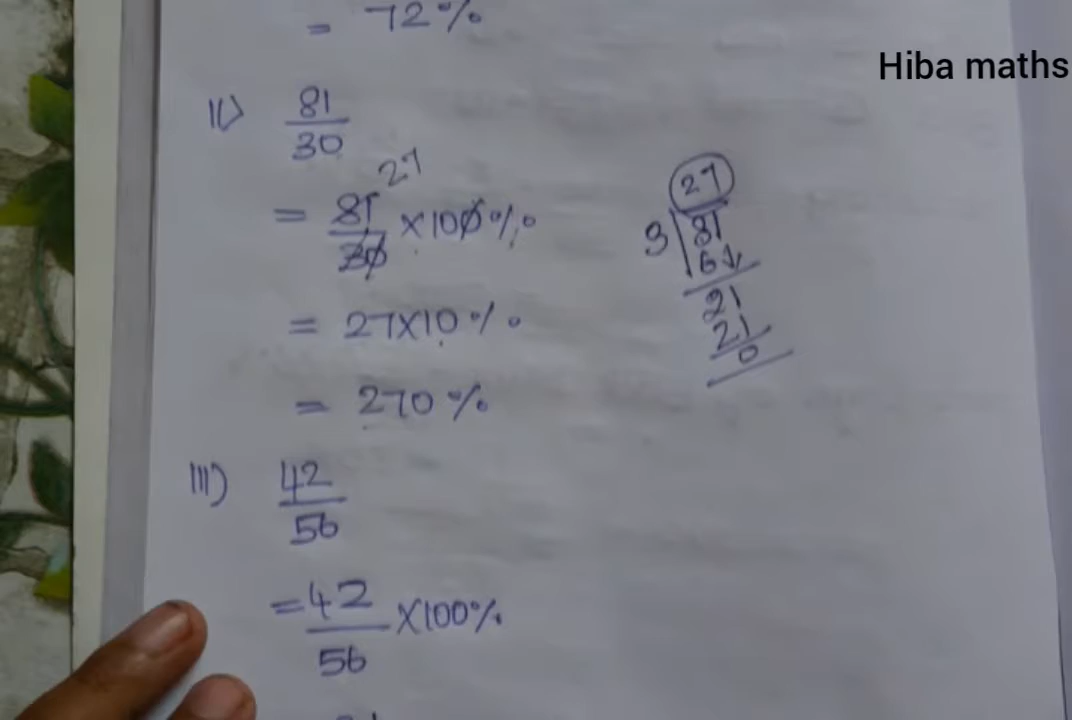 = 72%
Hiba maths
ii) 81/30
27
= 81/30 ×100%
= 27×10%
= 270%
27
3 81
6↓
21
21
0
iii) 42/56
= 42/56 ×100%